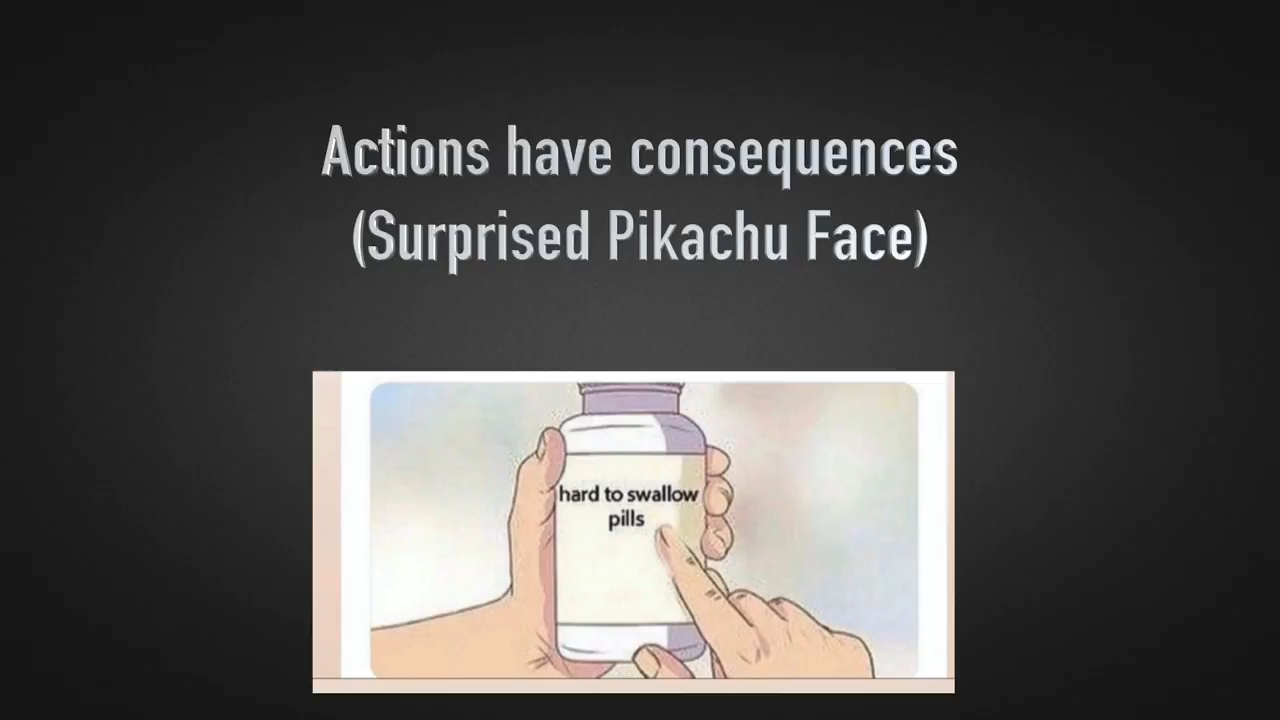 Actions have consequences
(Surprised Pikachu Face)
hard to swallow
pills